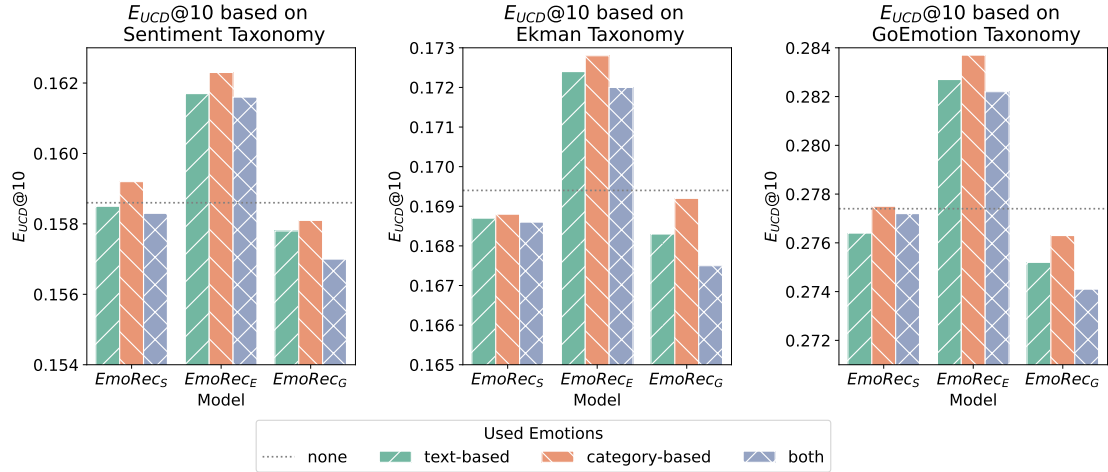 E_UCD@10 based on
Sentiment Taxonomy
E_UCD@10
0.162
0.160
0.158
0.156
0.154
EmoRec_S EmoRec_E EmoRec_G
Model
E_UCD@10 based on
Ekman Taxonomy
E_UCD@10
0.173
0.172
0.171
0.170
0.169
0.168
0.167
0.166
0.165
EmoRec_S EmoRec_E EmoRec_G
Model
E_UCD@10 based on
GoEmotion Taxonomy
E_UCD@10
0.284
0.282
0.280
0.278
0.276
0.274
0.272
EmoRec_S EmoRec_E EmoRec_G
Model
Used Emotions
none text-based category-based both